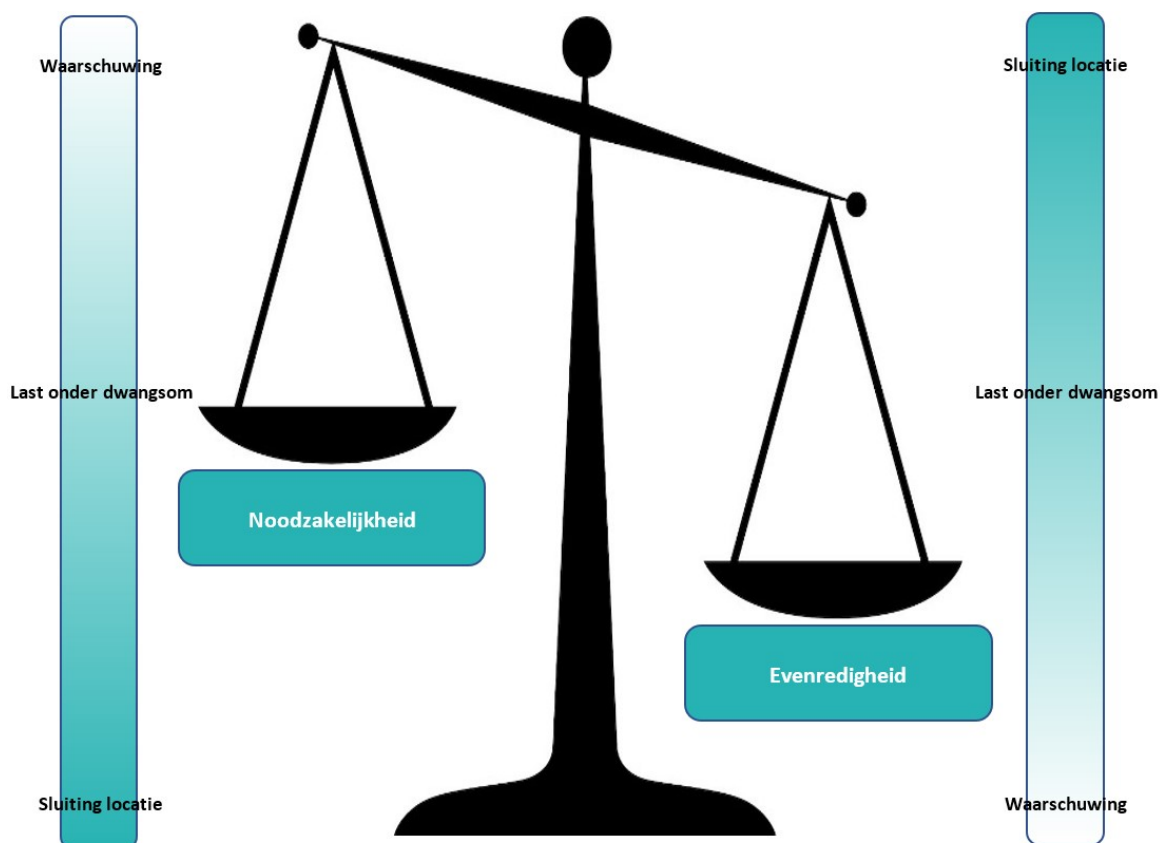 Waarschuwing
Sluiting locatie
Last onder dwangsom
Last onder dwangsom
Noodzakelijkheid
Evenredigheid
Sluiting locatie
Waarschuwing